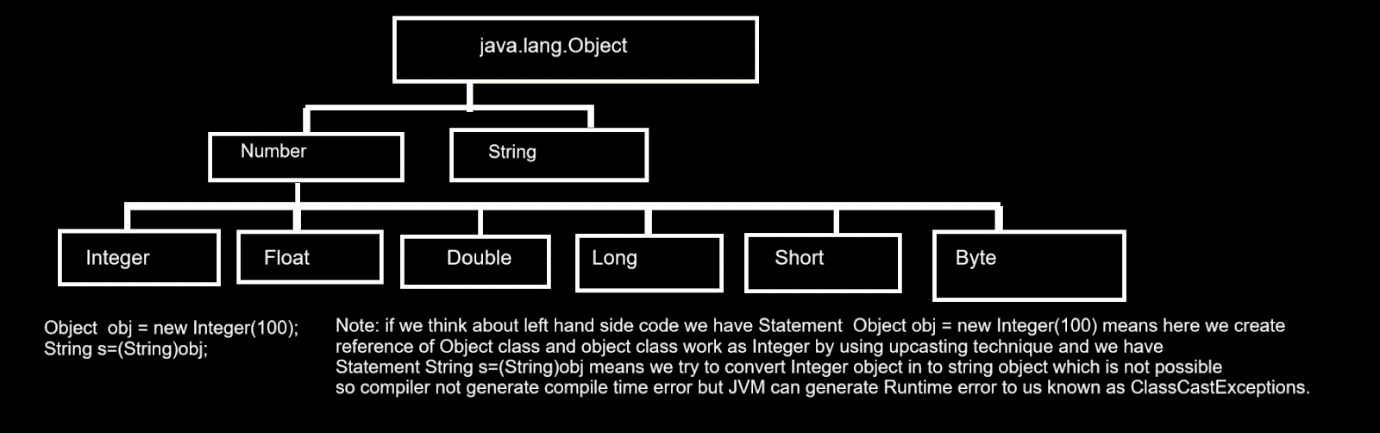 java.lang.Object
Number
String
Integer
Float
Double
Long
Short
Byte
Object obj = new Integer(100);
String s=(String)obj;
Note: if we think about left hand side code we have Statement Object obj = new Integer(100) means here we create
reference of Object class and object class work as Integer by using upcasting technique and we have
Statement String s=(String)obj means we try to convert Integer object in to string object which is not possible
so compiler not generate compile time error but JVM can generate Runtime error to us known as ClassCastExceptions.